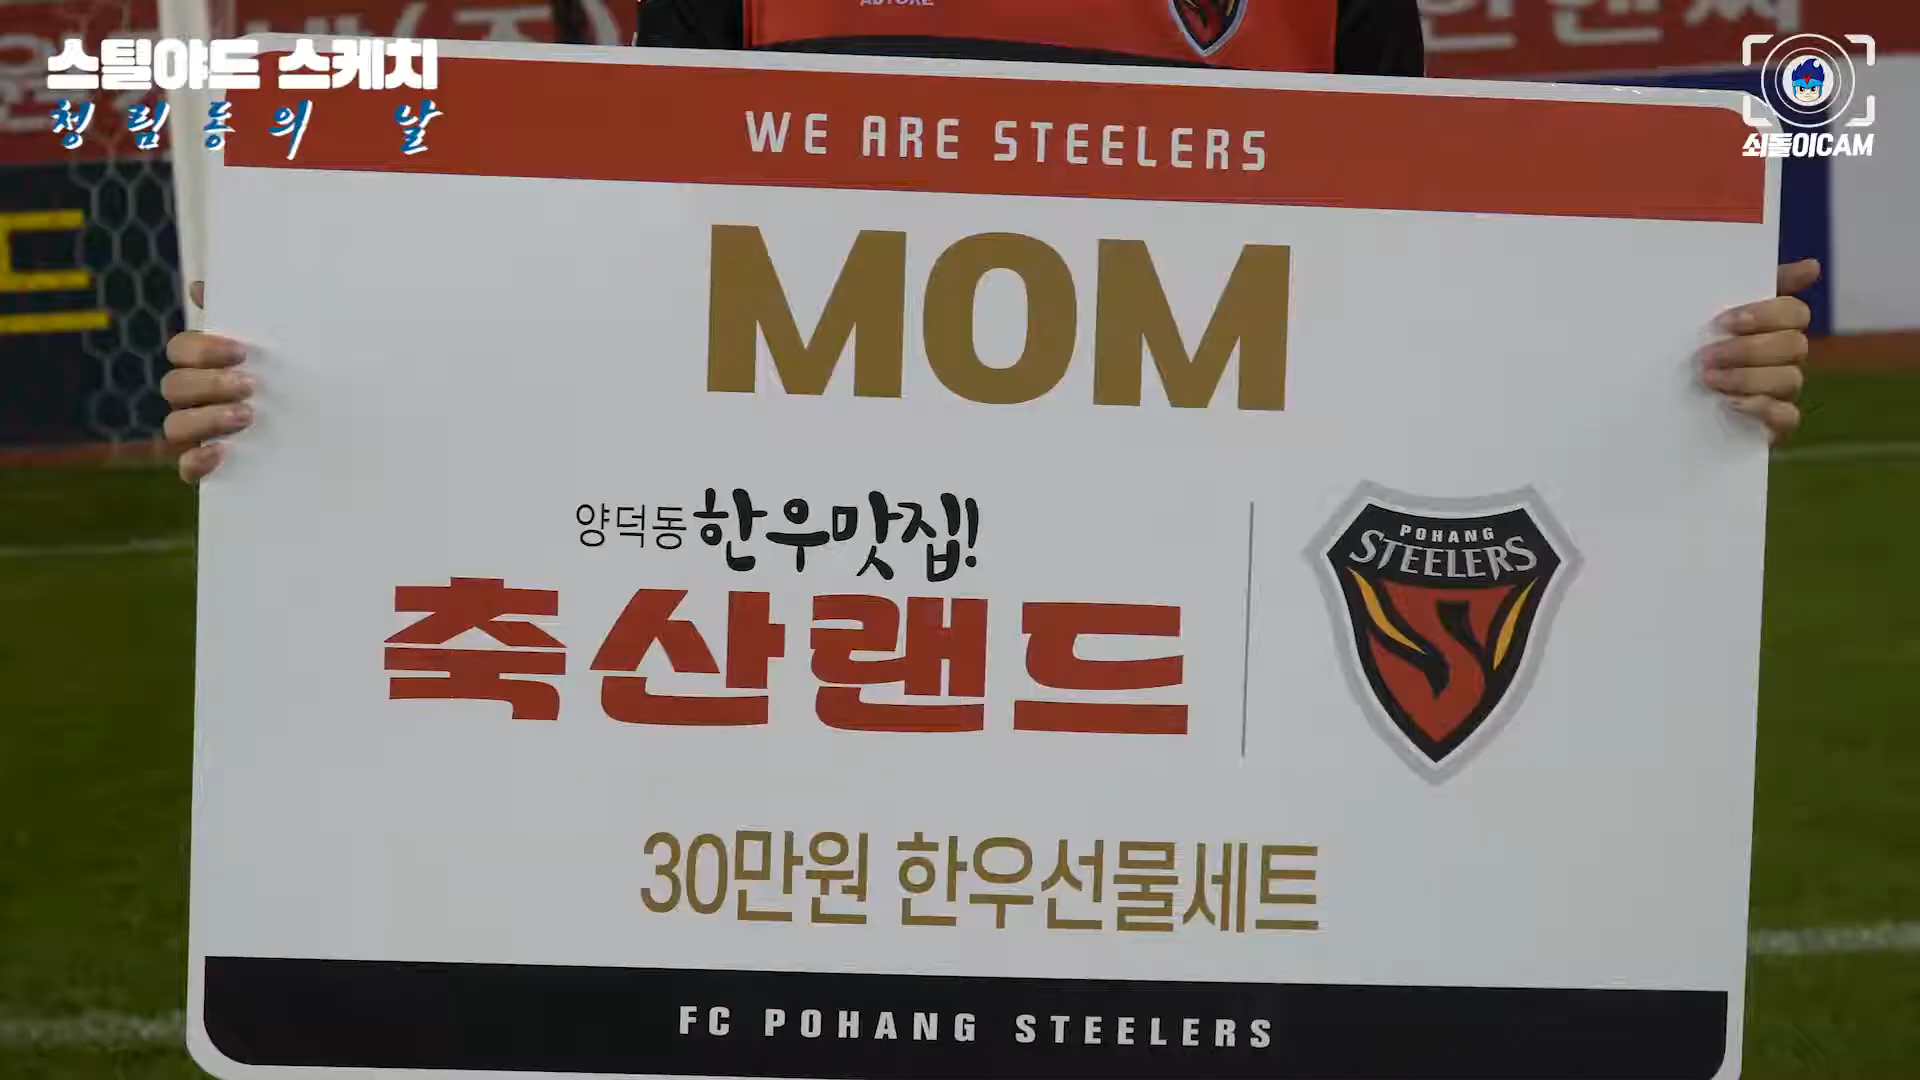 스틸야드 스케치
청림동의 날
쇠돌이CAM
WE ARE STEELERS
MOM
양덕동 한우맛집!
축산랜드
POHANG
STEELERS
30만원 한우선물세트
FC POHANG STEELERS